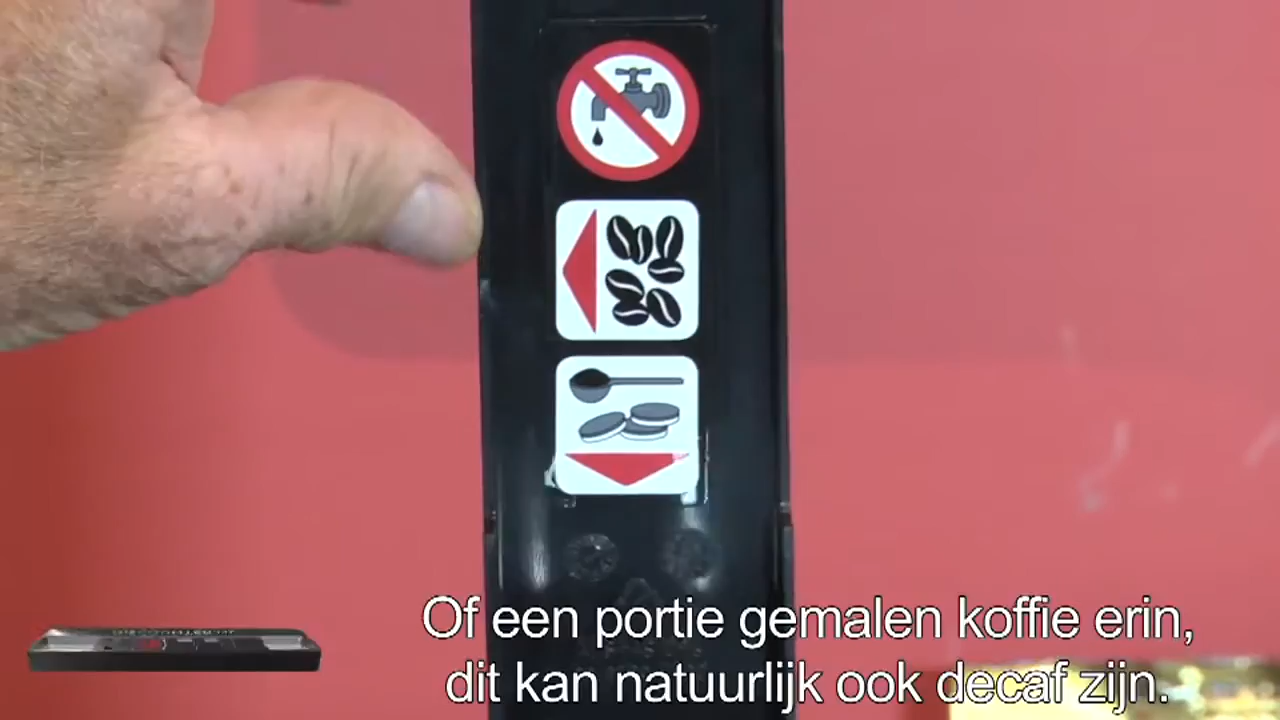 Of een portie gemalen koffie erin,
dit kan natuurlijk ook decaf zijn.